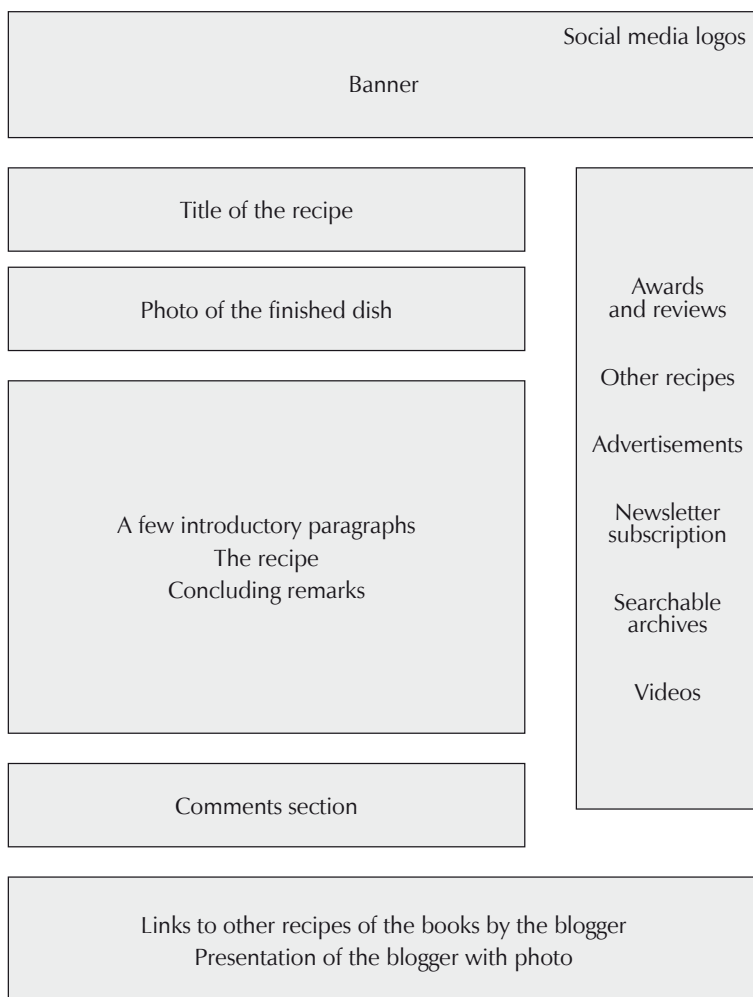 Social media logos
Banner
Title of the recipe
Photo of the finished dish
A few introductory paragraphs
The recipe
Concluding remarks
Comments section
Awards
and reviews
Other recipes
Advertisements
Newsletter
subscription
Searchable
archives
Videos
Links to other recipes of the books by the blogger
Presentation of the blogger with photo